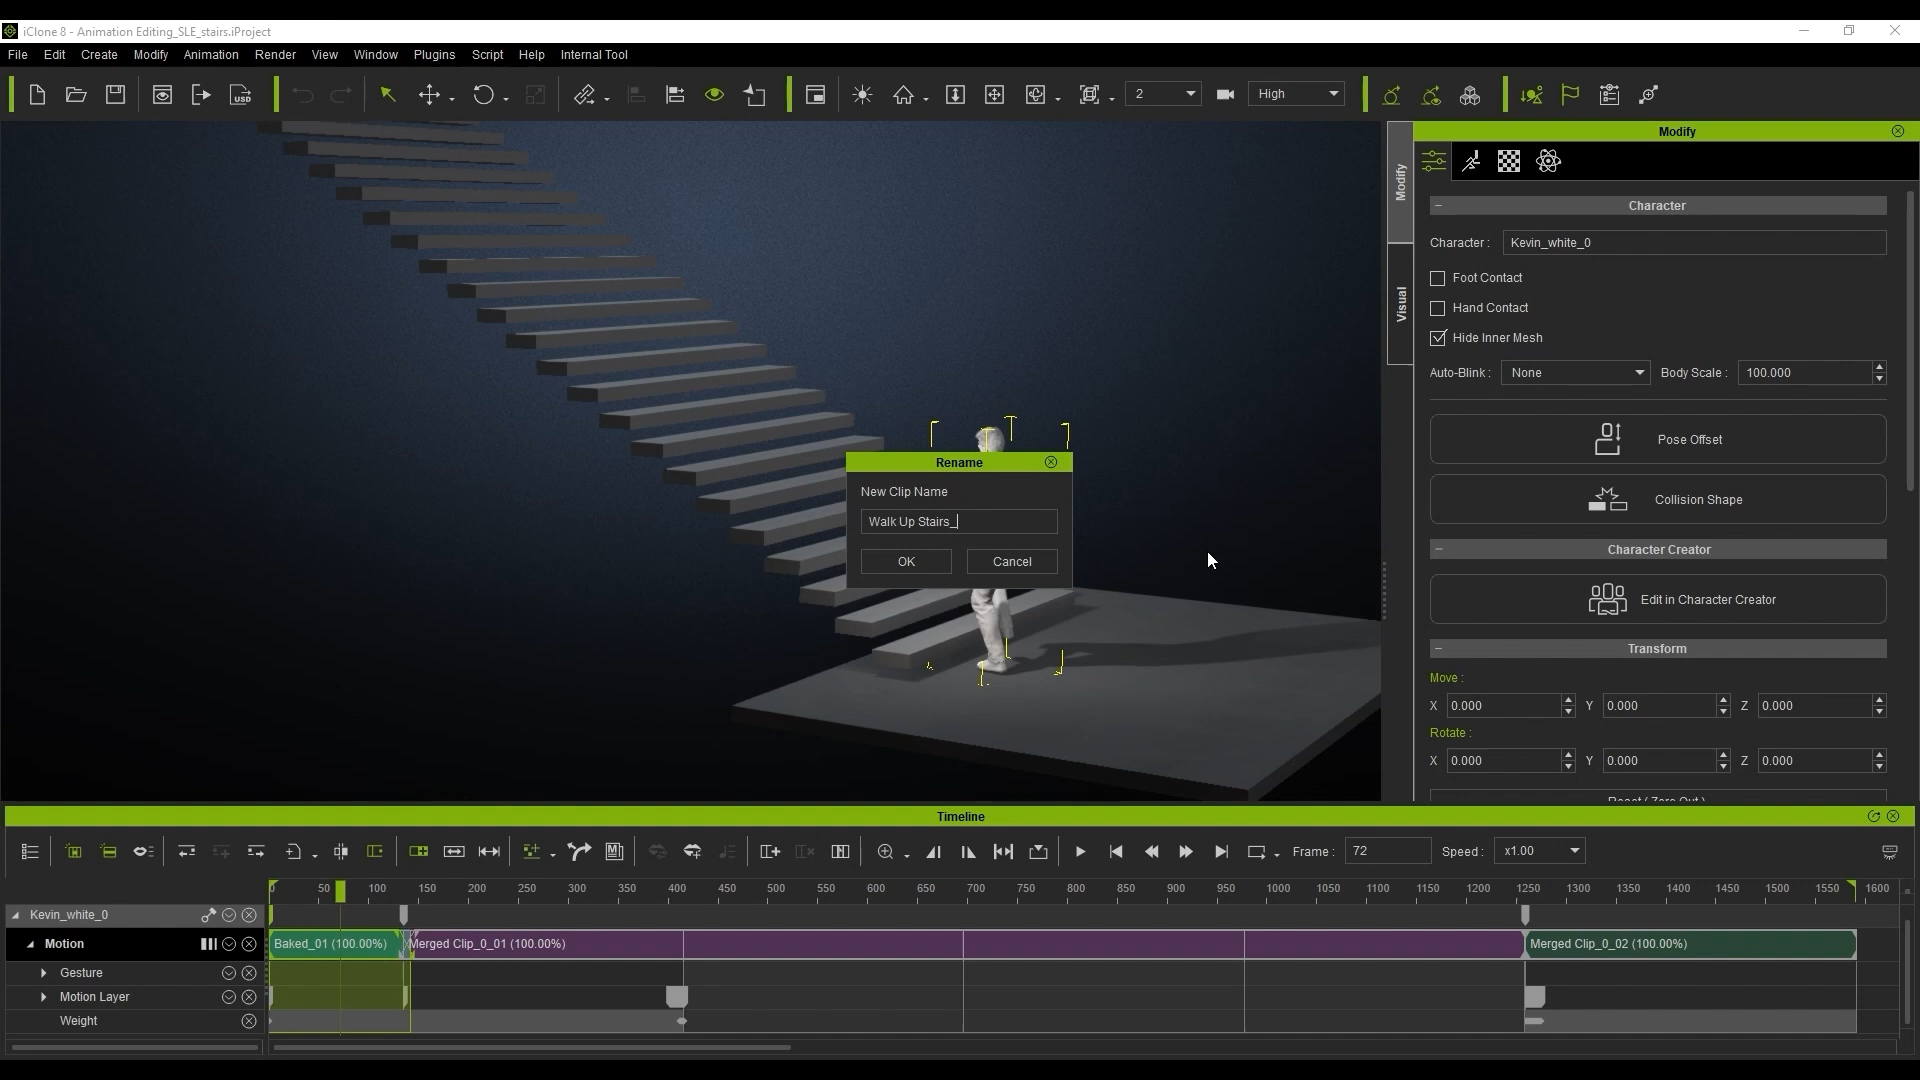 iClone 8 - Animation Editing_SLE_stairs.iProject
File Edit Create Modify Animation Render View Window Plugins Script Help Internal Tool
USD
2
High
Modify
Modify
Visual
Character
Character :
Kevin_white_0
Foot Contact
Hand Contact
Hide Inner Mesh
Auto-Blink :
None
Body Scale :
100.000
Pose Offset
Collision Shape
Character Creator
Edit in Character Creator
Transform
Move :
X 0.000 Y 0.000 Z 0.000
Rotate :
X 0.000 Y 0.000 Z 0.000
Reset ( Zero Out )
Rename
New Clip Name
Walk Up Stairs_
OK Cancel
Timeline
Frame : 72 Speed : x1.00
0 50 100 150 200 250 300 350 400 450 500 550 600 650 700 750 800 850 900 950 1000 1050 1100 1150 1200 1250 1300 1350 1400 1450 1500 1550 1600
Kevin_white_0
Motion
Baked_01 (100.00%) Merged Clip_0_01 (100.00%) Merged Clip_0_02 (100.00%)
Gesture
Motion Layer
Weight